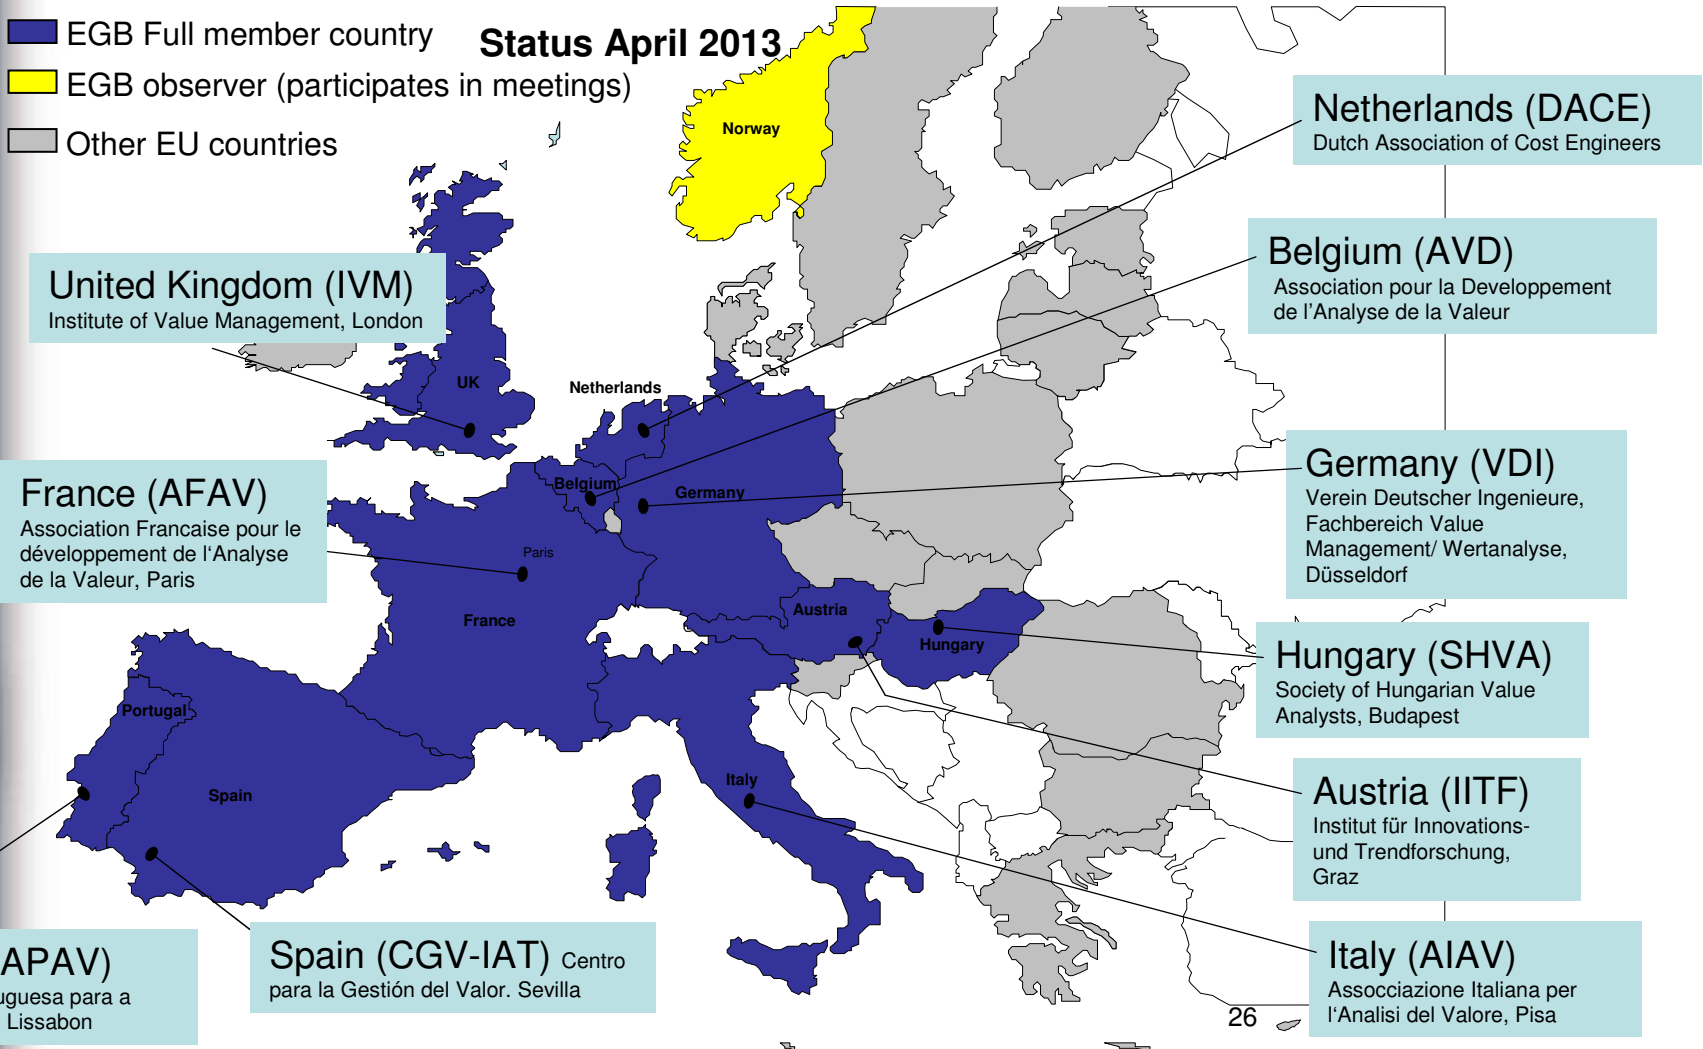 EGB Full member country
Status April 2013
EGB observer (participates in meetings)
Other EU countries
Norway
Netherlands (DACE)
Dutch Association of Cost Engineers
Belgium (AVD)
Association pour la Developpement
de l'Analyse de la Valeur
United Kingdom (IVM)
Institute of Value Management, London
UK
Netherlands
Germany (VDI)
Verein Deutscher Ingenieure,
Fachbereich Value
Management/ Wertanalyse,
Düsseldorf
France (AFAV)
Association Francaise pour le
développement de l‘Analyse
de la Valeur, Paris
Belgium
Germany
Paris
France
Austria
Hungary
Hungary (SHVA)
Society of Hungarian Value
Analysts, Budapest
Portugal
Spain
Italy
Austria (IITF)
Institut für Innovations-
und Trendforschung,
Graz
APAV)
uguesa para a
Lissabon
Spain (CGV-IAT) Centro
para la Gestión del Valor. Sevilla
Italy (AIAV)
Assocciazione Italiana per
l‘Analisi del Valore, Pisa
26